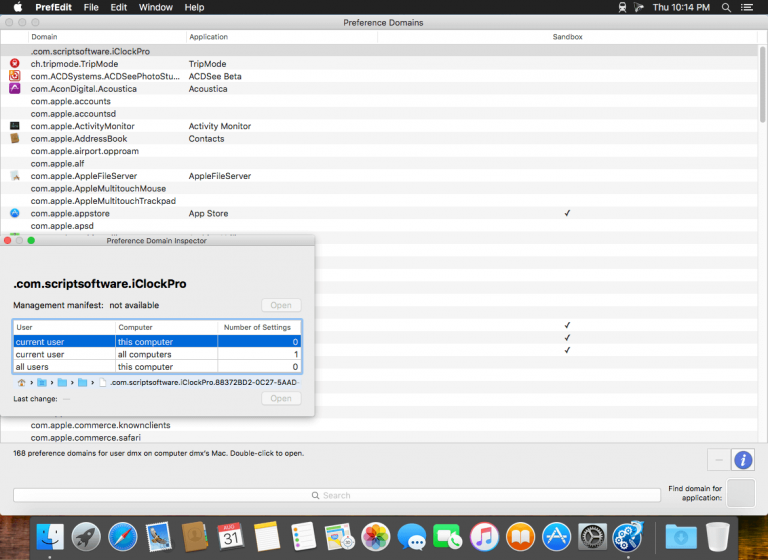 PrefEdit File Edit Window Help Thu 10:14 PM
Preference Domains
Domain Application Sandbox
.com.scriptsoftware.iClockPro
ch.tripmode.TripMode TripMode
com.ACDSystems.ACDSeePhotoStu... ACDSee Beta
com.AconDigital.Acoustica Acoustica
com.apple.accounts
com.apple.accountsd
com.apple.ActivityMonitor Activity Monitor
com.apple.AddressBook Contacts
com.apple.airport.opproam
com.apple.alf
com.apple.AppleFileServer AppleFileServer
com.apple.AppleMultitouchMouse
com.apple.AppleMultitouchTrackpad
com.apple.appstore App Store ✓
com.apple.apsd
Preference Domain Inspector
.com.scriptsoftware.iClockPro
Management manifest: not available Open
User Computer Number of Settings
current user this computer 0
current user all computers 1
all users this computer 0
.com.scriptsoftware.iClockPro.88372BD2-0C27-5AAD-
Last change: — Open
✓
✓
✓
com.apple.commerce.knownclients
com.apple.commerce.safari
168 preference domains for user dmx on computer dmx's Mac. Double-click to open.
Search
Find domain for
application:
AUG
31